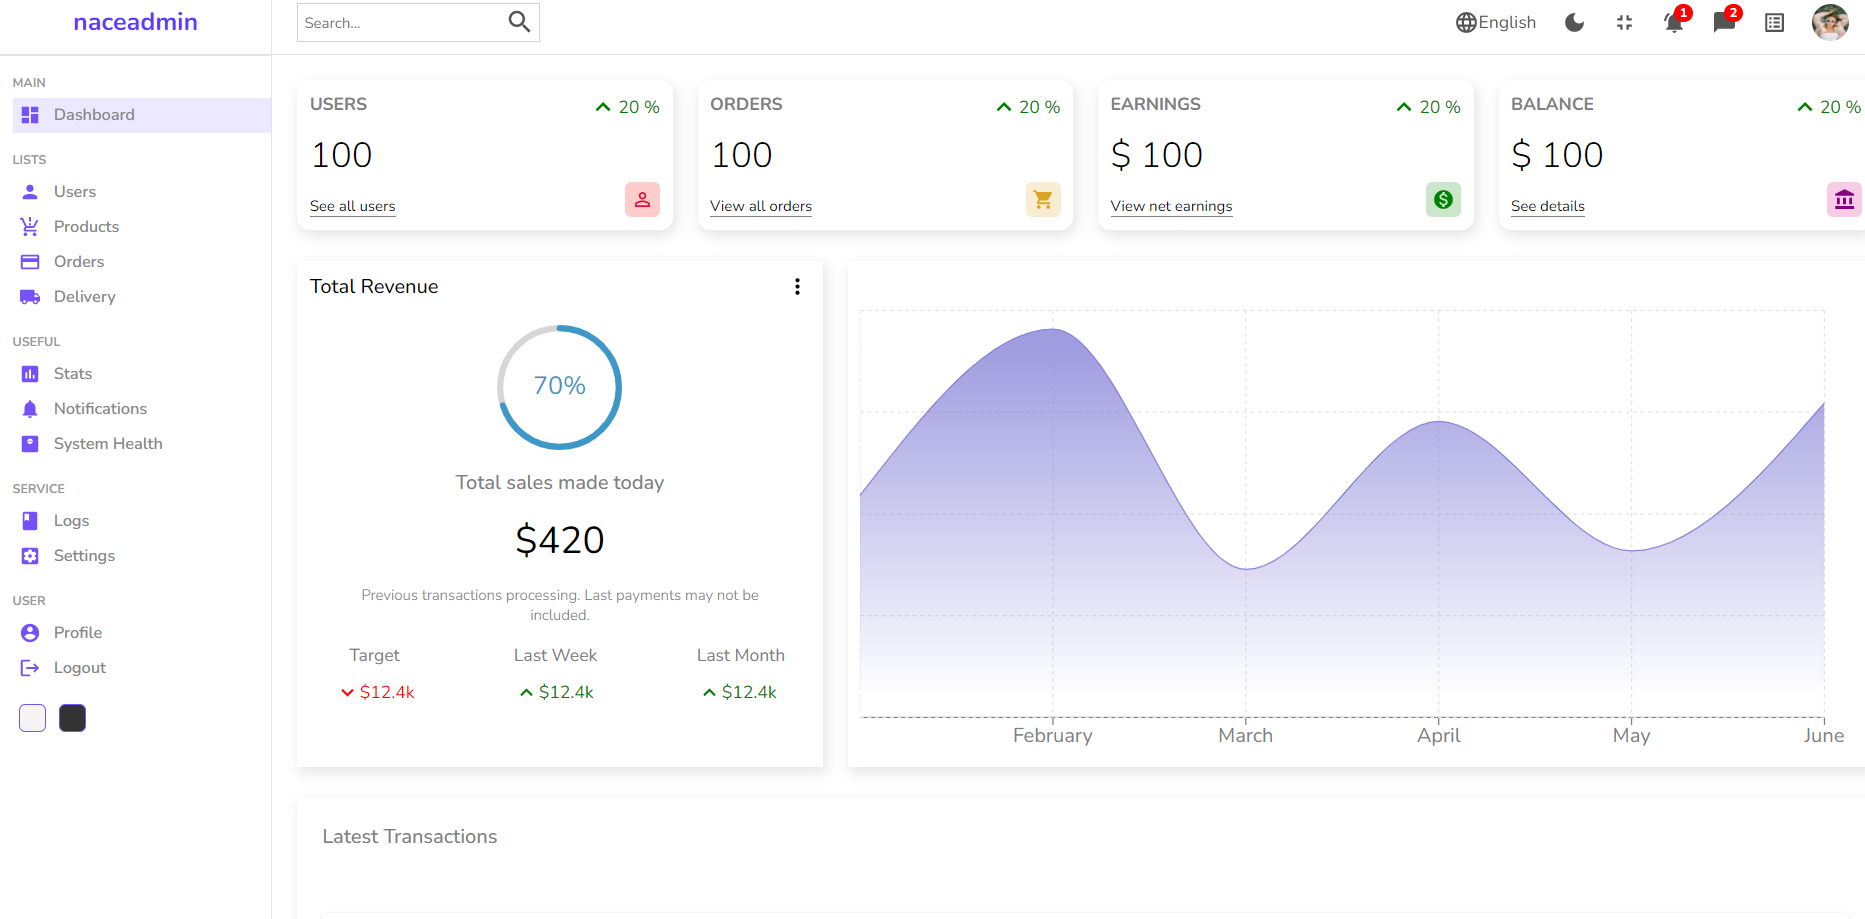 naceadmin
Search...
English
1
2
MAIN
Dashboard
LISTS
Users
Products
Orders
Delivery
USEFUL
Stats
Notifications
System Health
SERVICE
Logs
Settings
USER
Profile
Logout
USERS
20 %
100
See all users
ORDERS
20 %
100
View all orders
EARNINGS
20 %
$ 100
View net earnings
BALANCE
20 %
$ 100
See details
Total Revenue
70%
Total sales made today
$420
Previous transactions processing. Last payments may not be
included.
Target
$12.4k
Last Week
$12.4k
Last Month
$12.4k
February March April May June
Latest Transactions